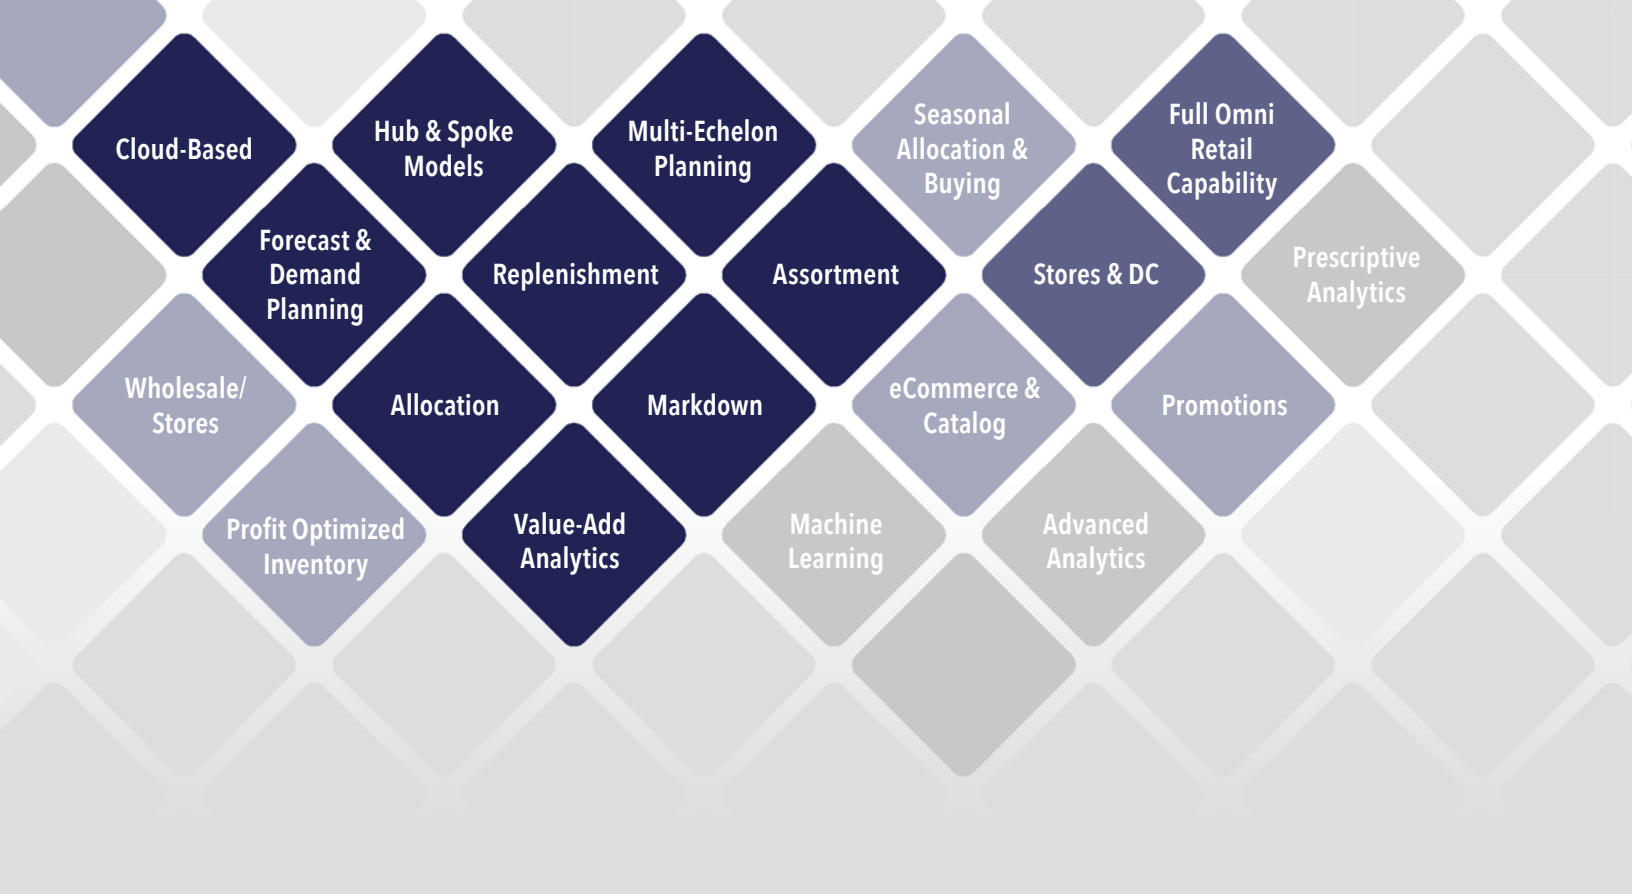 Cloud-Based
Hub & Spoke
Models
Multi-Echelon
Planning
Seasonal
Allocation &
Buying
Full Omni
Retail
Capability
Forecast &
Demand
Planning
Replenishment
Assortment
Stores & DC
Prescriptive
Analytics
Wholesale/
Stores
Allocation
Markdown
eCommerce &
Catalog
Promotions
Profit Optimized
Inventory
Value-Add
Analytics
Machine
Learning
Advanced
Analytics